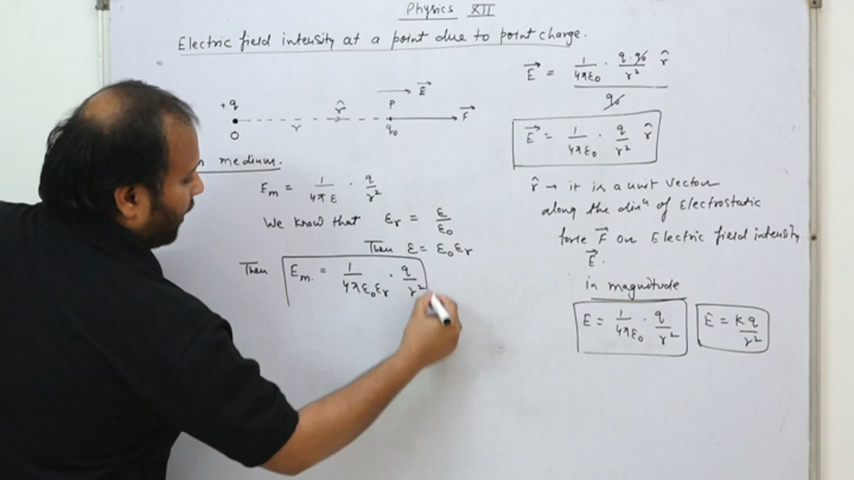 Physics XII
Electric field intensity at a point due to point charge.
+q
O
r
r̂
P
q₀
E⃗
F⃗
n medium.
Em = 1/4πε · q/r²
We know that εr = ε/ε₀
Then ε = ε₀εr
Then Em = 1/4πε₀εr · q/r²
E⃗ = 1/4πε₀ · q·q₀/r² r̂
q₀
E⃗ = 1/4πε₀ · q/r² r̂
r̂ → it is a unit vector
along the dirⁿ of Electrostatic
force F⃗ or Electric field intensity
E⃗.
in magnitude
E = 1/4πε₀ · q/r²
E = Kq/r²